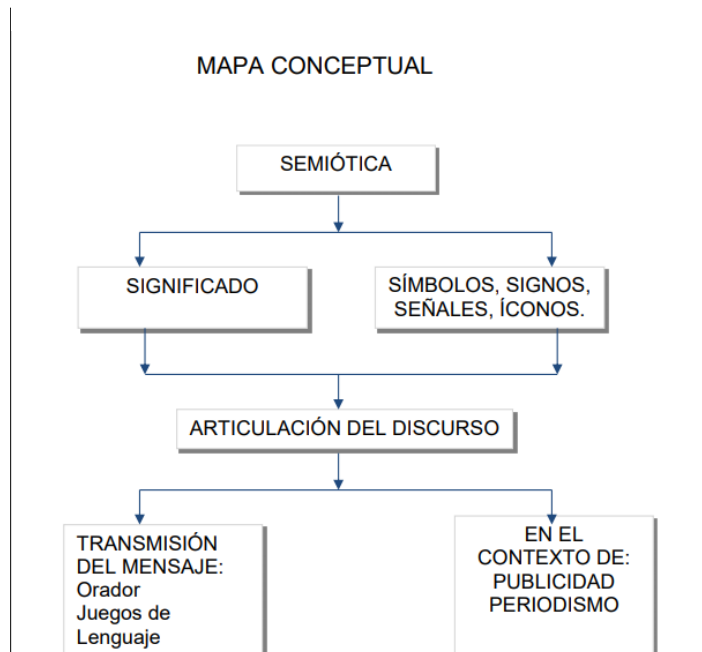 MAPA CONCEPTUAL
SEMIÓTICA
SIGNIFICADO
SÍMBOLOS, SIGNOS,
SEÑALES, ÍCONOS.
ARTICULACIÓN DEL DISCURSO
TRANSMISIÓN
DEL MENSAJE:
Orador
Juegos de
Lenguaje
EN EL
CONTEXTO DE:
PUBLICIDAD
PERIODISMO